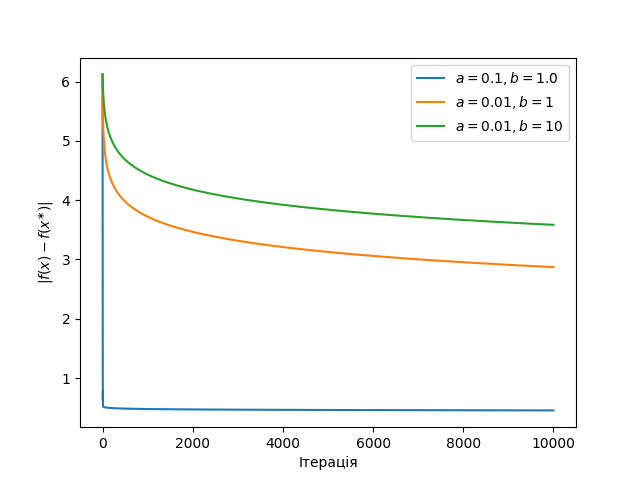 6
5
4
3
2
1
|f(x) − f(x*)|
a = 0.1, b = 1.0
a = 0.01, b = 1
a = 0.01, b = 10
0 2000 4000 6000 8000 10000
Ітерація